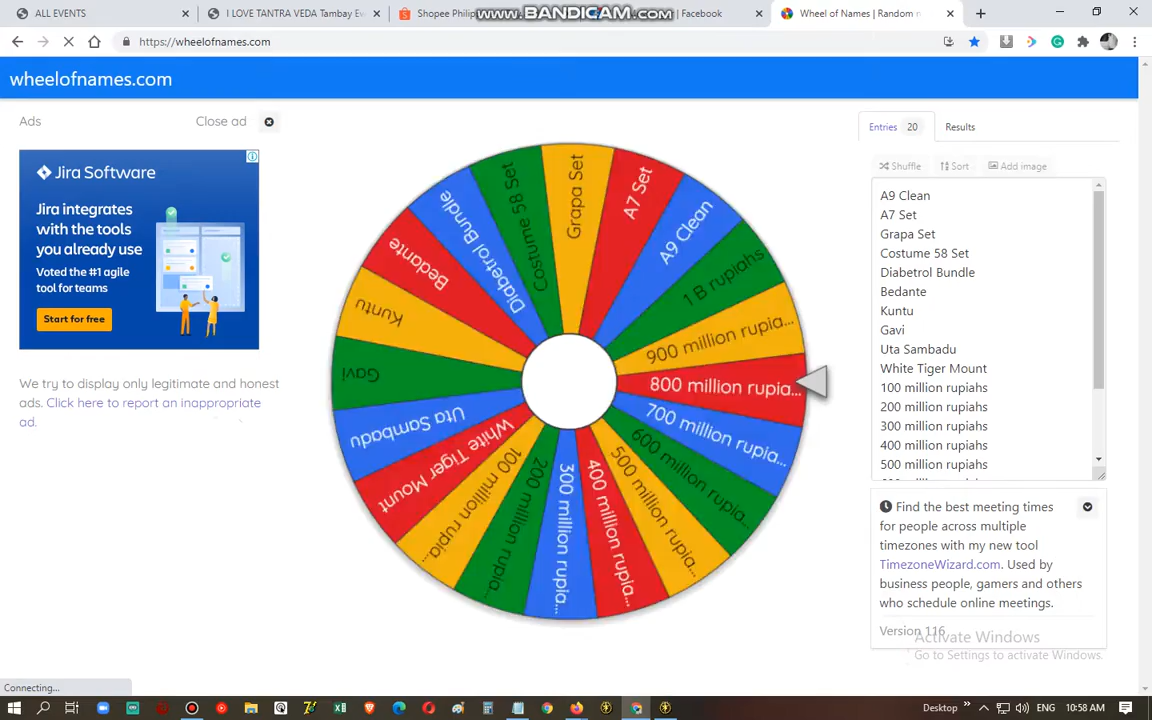 ALL EVENTS
I LOVE TANTRA VEDA Tambay Ev
Shopee Philip
www.BANDICAM.com
| Facebook
Wheel of Names | Random n
https://wheelofnames.com
wheelofnames.com
Ads
Close ad
Jira Software
Jira integrates
with the tools
you already use
Voted the #1 agile
tool for teams
Start for free
We try to display only legitimate and honest
ads. Click here to report an inappropriate
ad.
Grapa Set
A7 Set
A9 Clean
1 B rupiahs
900 million rupia...
800 million rupia...
700 million rupia...
600 million rupia...
500 million rupia...
400 million rupia...
300 million rupia...
200 million rupia...
100 million rupia...
White Tiger Mount
Uta Sambadu
Gavi
Kuntu
Bedante
Diabetrol Bundle
Costume 58 Set
Entries 20
Results
Shuffle
Sort
Add image
A9 Clean
A7 Set
Grapa Set
Costume 58 Set
Diabetrol Bundle
Bedante
Kuntu
Gavi
Uta Sambadu
White Tiger Mount
100 million rupiahs
200 million rupiahs
300 million rupiahs
400 million rupiahs
500 million rupiahs
Find the best meeting times
for people across multiple
timezones with my new tool
TimezoneWizard.com. Used by
business people, gamers and others
who schedule online meetings.
Version 116
Activate Windows
Go to Settings to activate Windows.
Connecting...
Desktop
ENG
10:58 AM